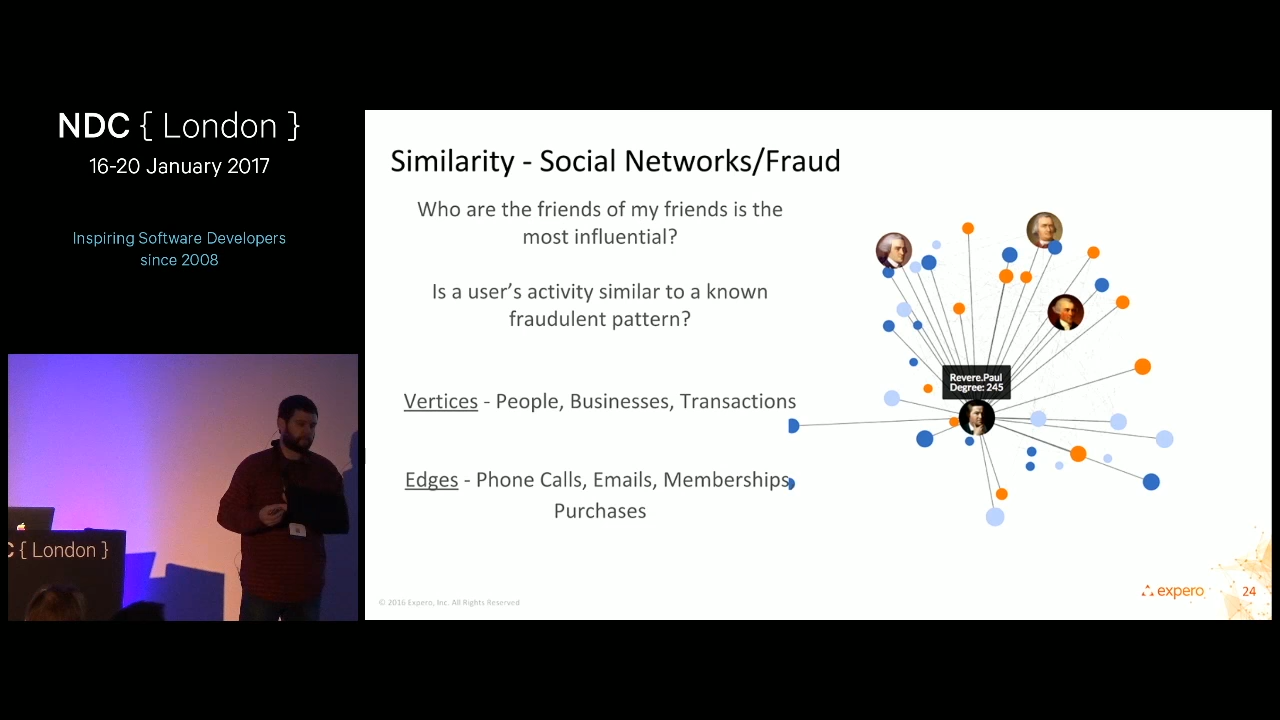 NDC { London }
16-20 January 2017
Inspiring Software Developers
since 2008
C { London }
Similarity - Social Networks/Fraud
Who are the friends of my friends is the
most influential?
Is a user's activity similar to a known
fraudulent pattern?
Vertices - People, Businesses, Transactions
Edges - Phone Calls, Emails, Memberships,
Purchases
Revere.Paul
Degree: 245
© 2016 Expero, Inc. All Rights Reserved
expero
24